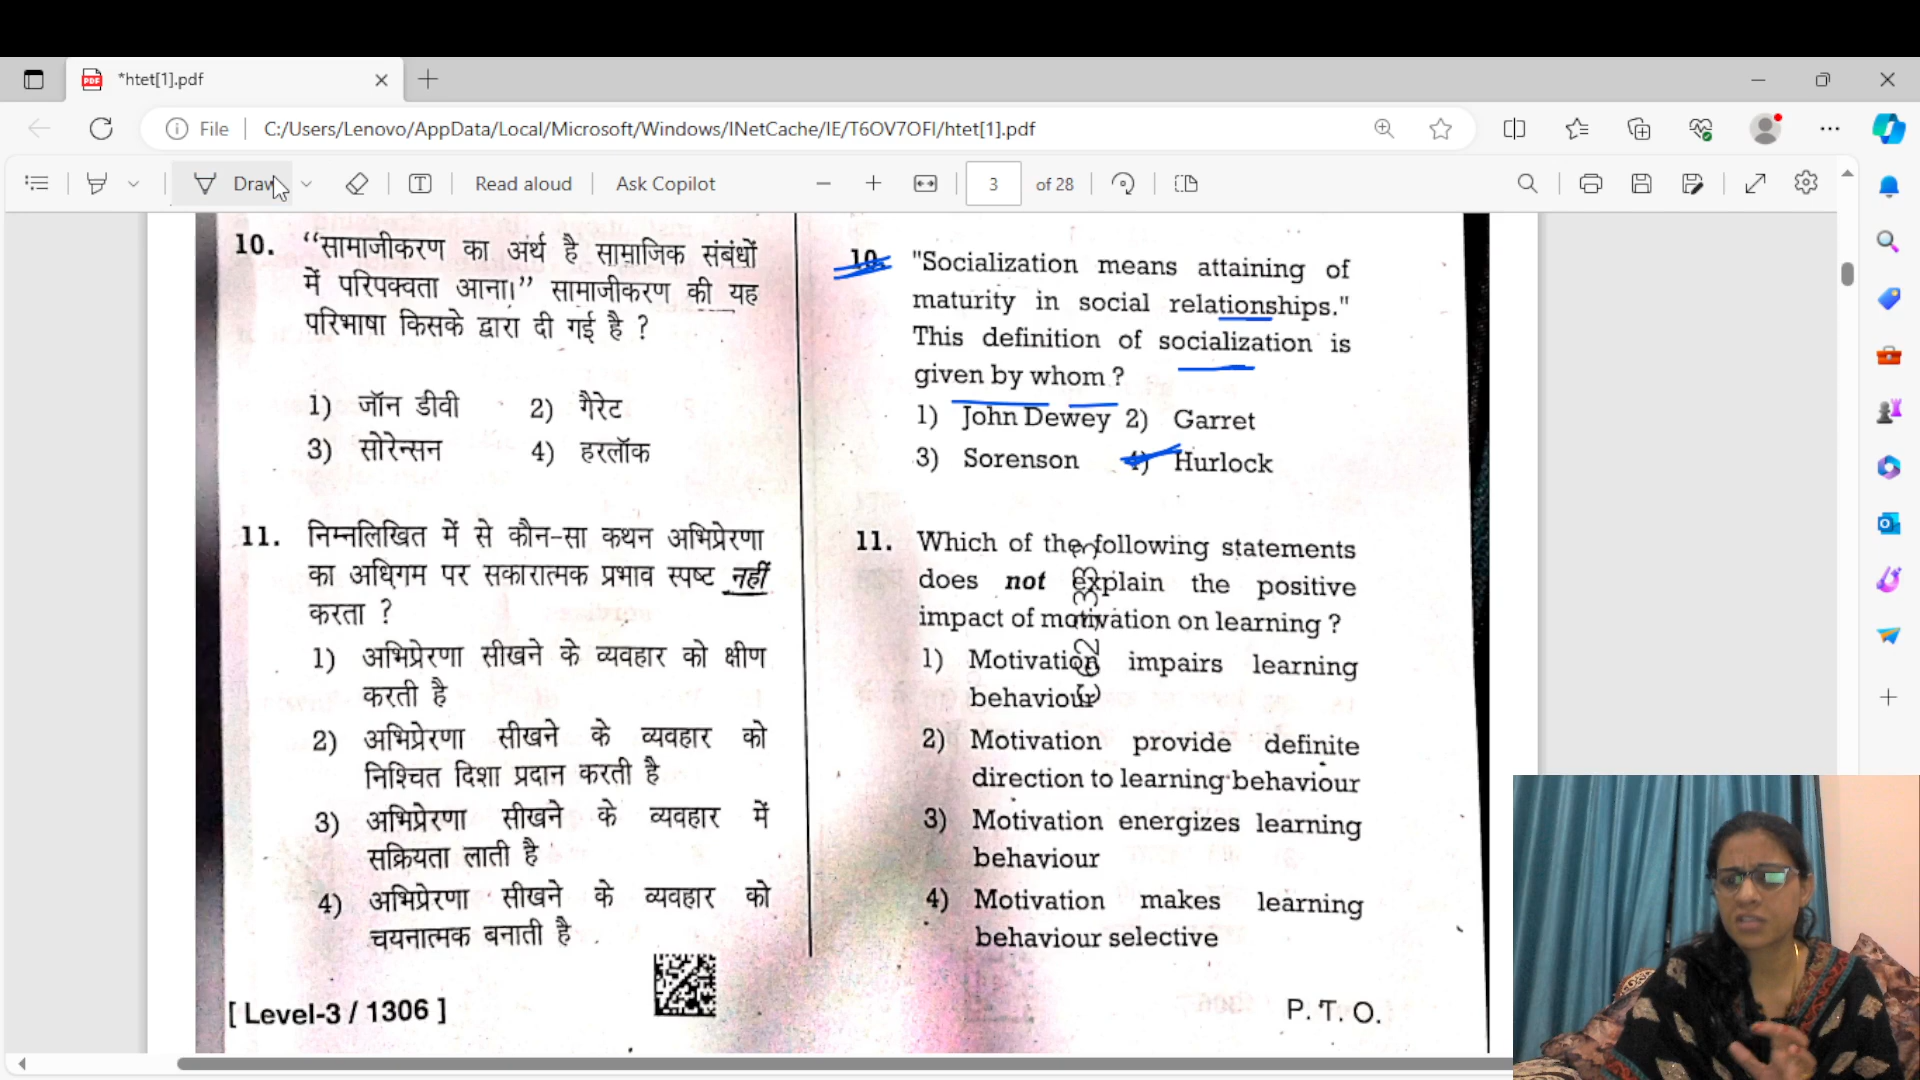 *htet[1].pdf
File
C:/Users/Lenovo/AppData/Local/Microsoft/Windows/INetCache/IE/T6OV7OFI/htet[1].pdf
Draw
Read aloud
Ask Copilot
3
of 28
10. “सामाजीकरण का अर्थ है सामाजिक संबंधों
में परिपक्वता आना।” सामाजीकरण की यह
परिभाषा किसके द्वारा दी गई है ?
1) जॉन डीवी 2) गैरेट
3) सोरेन्सन 4) हरलॉक
11. निम्नलिखित में से कौन-सा कथन अभिप्रेरणा
का अधिगम पर सकारात्मक प्रभाव स्पष्ट नहीं
करता ?
1) अभिप्रेरणा सीखने के व्यवहार को क्षीण
करती है
2) अभिप्रेरणा सीखने के व्यवहार को
निश्चित दिशा प्रदान करती है
3) अभिप्रेरणा सीखने के व्यवहार में
सक्रियता लाती है
4) अभिप्रेरणा सीखने के व्यवहार को
चयनात्मक बनाती है
[ Level-3 / 1306 ]
10. "Socialization means attaining of
maturity in social relationships."
This definition of socialization is
given by whom ?
1) John Dewey 2) Garret
3) Sorenson 4) Hurlock
11. Which of the following statements
does not explain the positive
impact of motivation on learning ?
1) Motivation impairs learning
behaviour
2) Motivation provide definite
direction to learning behaviour
3) Motivation energizes learning
behaviour
4) Motivation makes learning
behaviour selective
P. T. O.